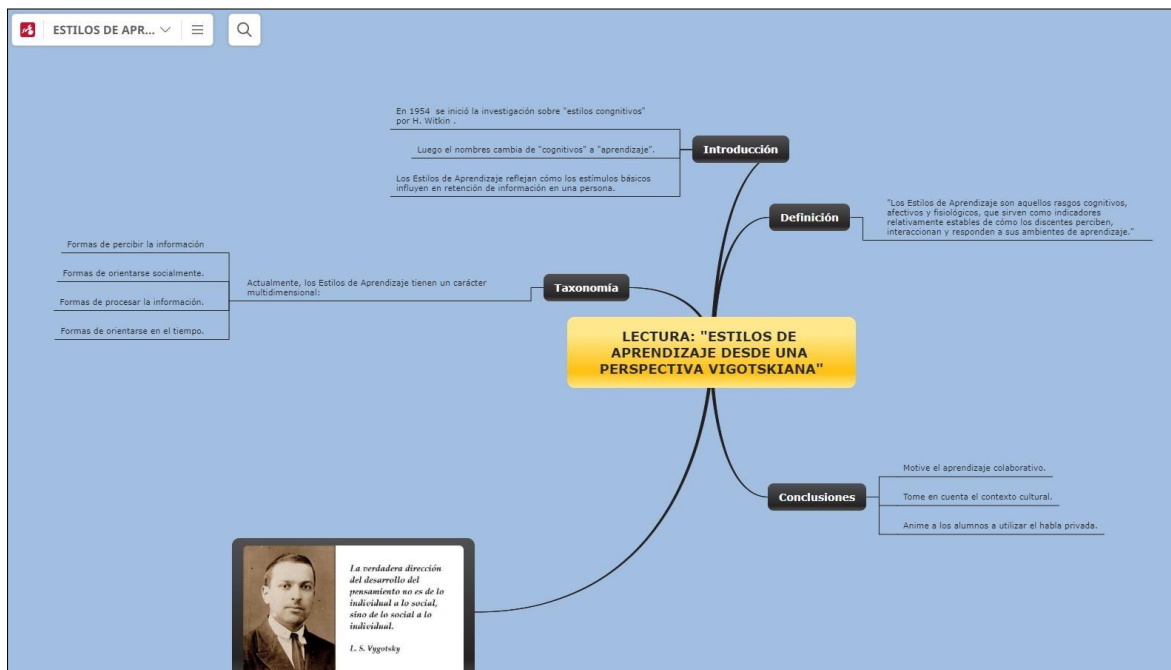 ESTILOS DE APR...
En 1954 se inició la investigación sobre "estilos congnitivos"
por H. Witkin .
Luego el nombres cambia de "cognitivos" a "aprendizaje".
Los Estilos de Aprendizaje reflejan cómo los estímulos básicos
influyen en retención de información en una persona.
Introducción
Definición
"Los Estilos de Aprendizaje son aquellos rasgos cognitivos,
afectivos y fisiológicos, que sirven como indicadores
relativamente estables de cómo los discentes perciben,
interaccionan y responden a sus ambientes de aprendizaje."
Formas de percibir la información
Formas de orientarse socialmente.
Formas de procesar la información.
Formas de orientarse en el tiempo.
Actualmente, los Estilos de Aprendizaje tienen un carácter
multidimensional:
Taxonomía
LECTURA: "ESTILOS DE
APRENDIZAJE DESDE UNA
PERSPECTIVA VIGOTSKIANA"
Conclusiones
Motive el aprendizaje colaborativo.
Tome en cuenta el contexto cultural.
Anime a los alumnos a utilizar el habla privada.
La verdadera dirección
del desarrollo del
pensamiento no es de lo
individual a lo social,
sino de lo social a lo
individual.
L. S. Vygotsky